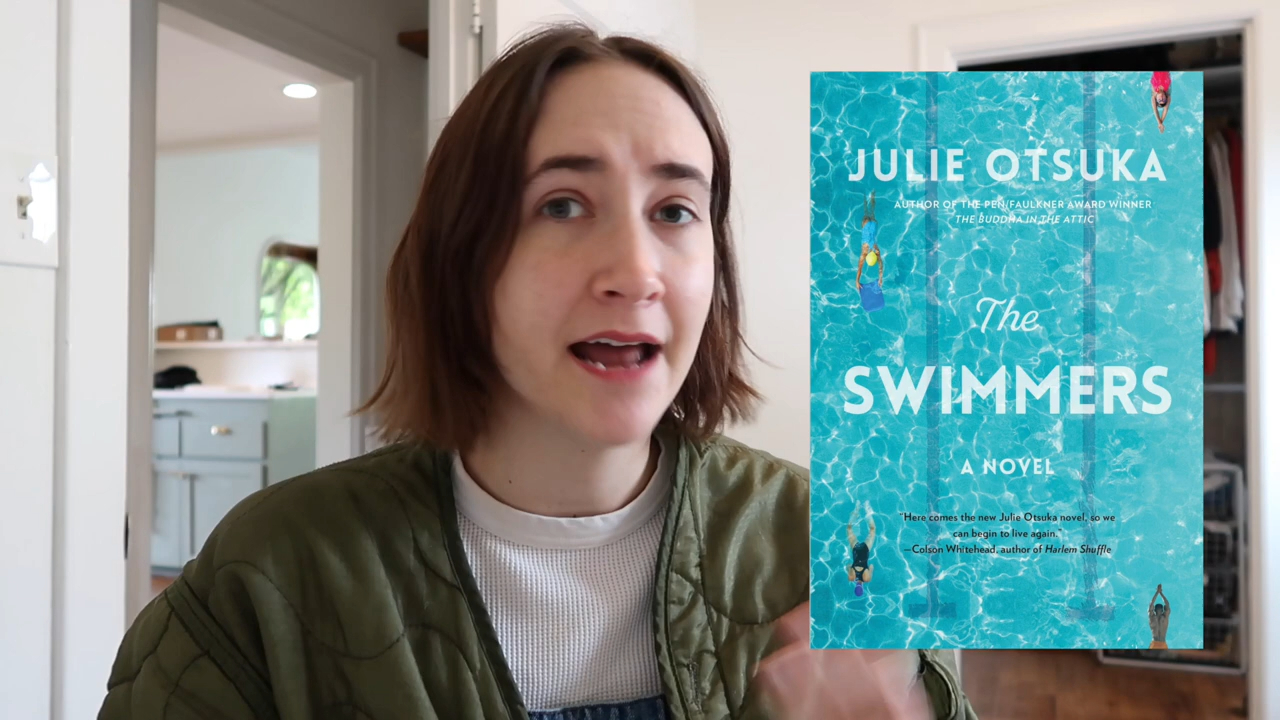 JULIE OTSUKA
AUTHOR OF THE PEN/FAULKNER AWARD WINNER
THE BUDDHA IN THE ATTIC
The
SWIMMERS
A NOVEL
"Here comes the new Julie Otsuka novel, so we
can begin to live again."
—Colson Whitehead, author of Harlem Shuffle